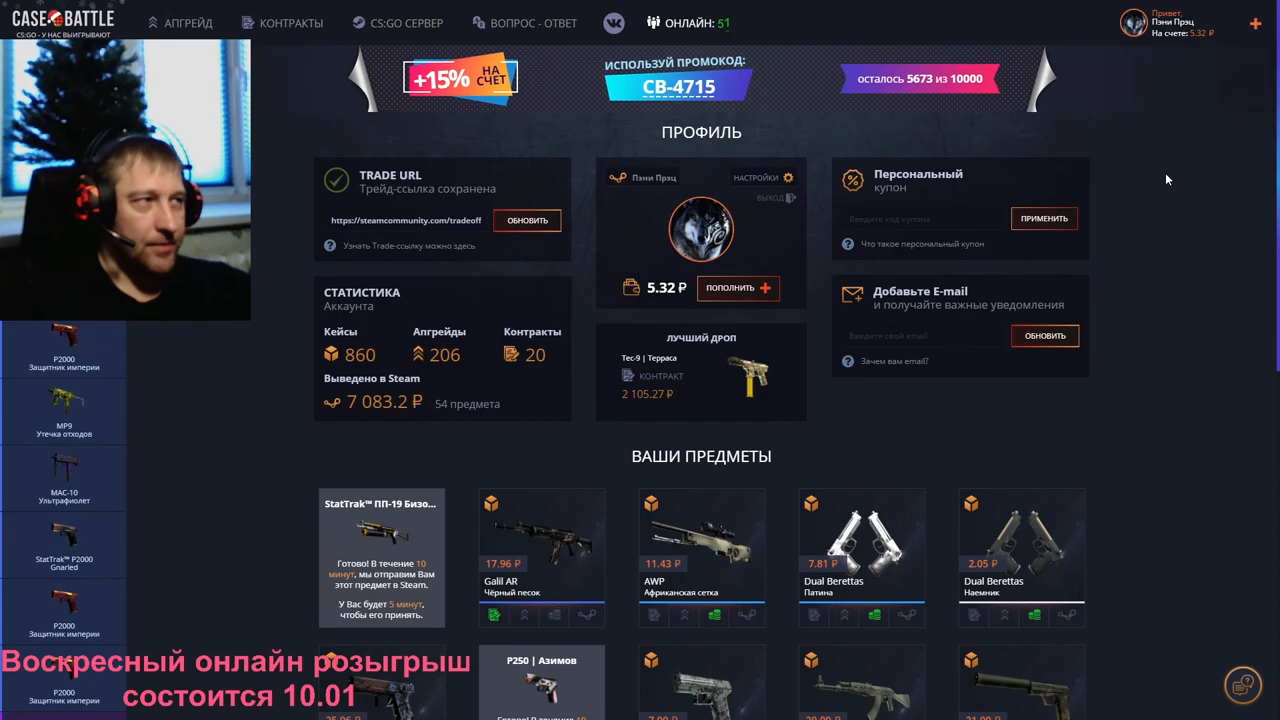 CASE BATTLE
CS:GO - У НАС ВЫИГРЫВАЮТ
АПГРЕЙД
КОНТРАКТЫ
CS:GO СЕРВЕР
ВОПРОС - ОТВЕТ
ОНЛАЙН: 51
Привет,
Пэни Прэц
На счете: 5.32 ₽
+15% НА СЧЕТ
ИСПОЛЬЗУЙ ПРОМОКОД:
CB-4715
осталось 5673 из 10000
ПРОФИЛЬ
TRADE URL
Трейд-ссылка сохранена
https://steamcommunity.com/tradeoff
ОБНОВИТЬ
Узнать Trade-ссылку можно здесь
Пэни Прэц
НАСТРОЙКИ
ВЫХОД
5.32 ₽
ПОПОЛНИТЬ
Персональный
купон
Введите код купона
ПРИМЕНИТЬ
Что такое персональный купон
СТАТИСТИКА
Аккаунта
Кейсы
Апгрейды
Контракты
860
206
20
Выведено в Steam
7 083.2 ₽
54 предмета
ЛУЧШИЙ ДРОП
Тес-9 | Терраса
КОНТРАКТ
2 105.27 ₽
Добавьте E-mail
и получайте важные уведомления
Введите свой email
ОБНОВИТЬ
Зачем вам email?
P2000
Защитник империи
MP9
Утечка отходов
MAC-10
Ультрафиолет
StatTrak™ P2000
Gnarled
P2000
Защитник империи
P2000
Защитник империи
ВАШИ ПРЕДМЕТЫ
StatTrak™ ПП-19 Бизо...
Готово! В течение 10
минут, мы отправим Вам
этот предмет в Steam.
У Вас будет 5 минут,
чтобы его принять.
17.96 ₽
Galil AR
Чёрный песок
11.43 ₽
AWP
Африканская сетка
7.81 ₽
Dual Berettas
Патина
2.05 ₽
Dual Berettas
Наемник
P250 | Азимов
Воскресный онлайн розыгрыш
состоится 10.01